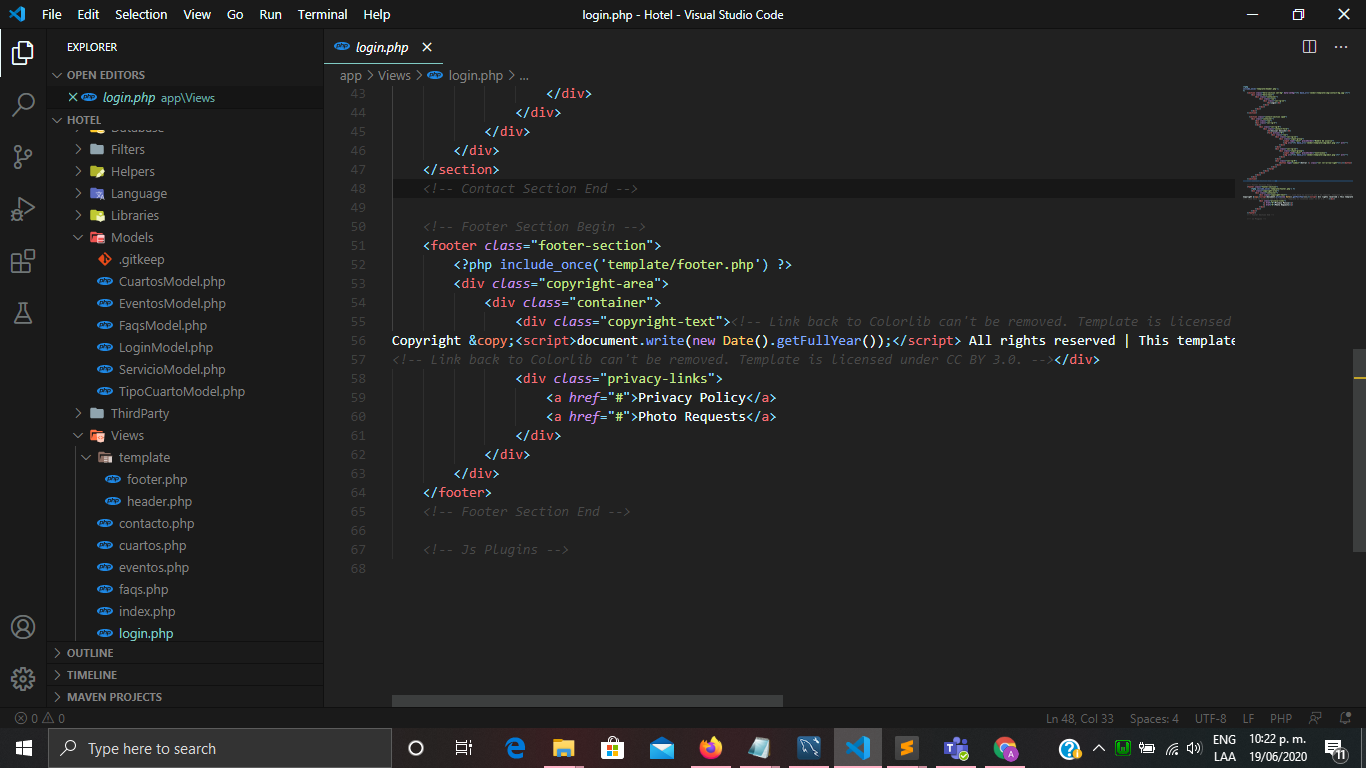 File Edit Selection View Go Run Terminal Help
login.php - Hotel - Visual Studio Code
EXPLORER
OPEN EDITORS
login.php app\Views
HOTEL
Database
Filters
Helpers
Language
Libraries
Models
.gitkeep
CuartosModel.php
EventosModel.php
FaqsModel.php
LoginModel.php
ServicioModel.php
TipoCuartoModel.php
ThirdParty
Views
template
footer.php
header.php
contacto.php
cuartos.php
eventos.php
faqs.php
index.php
login.php
OUTLINE
TIMELINE
MAVEN PROJECTS
login.php
app > Views > login.php > ...
43 </div>
44 </div>
45 </div>
46 </div>
47 </section>
48 <!-- Contact Section End -->
49
50 <!-- Footer Section Begin -->
51 <footer class="footer-section">
52 <?php include_once('template/footer.php') ?>
53 <div class="copyright-area">
54 <div class="container">
55 <div class="copyright-text"><!-- Link back to Colorlib can't be removed. Template is licensed
56 Copyright &copy;<script>document.write(new Date().getFullYear());</script> All rights reserved | This template
57 <!-- Link back to Colorlib can't be removed. Template is licensed under CC BY 3.0. --></div>
58 <div class="privacy-links">
59 <a href="#">Privacy Policy</a>
60 <a href="#">Photo Requests</a>
61 </div>
62 </div>
63 </div>
64 </footer>
65 <!-- Footer Section End -->
66
67 <!-- Js Plugins -->
68
0 0
Ln 48, Col 33 Spaces: 4 UTF-8 LF PHP
Type here to search
ENG
LAA
10:22 p. m.
19/06/2020
11